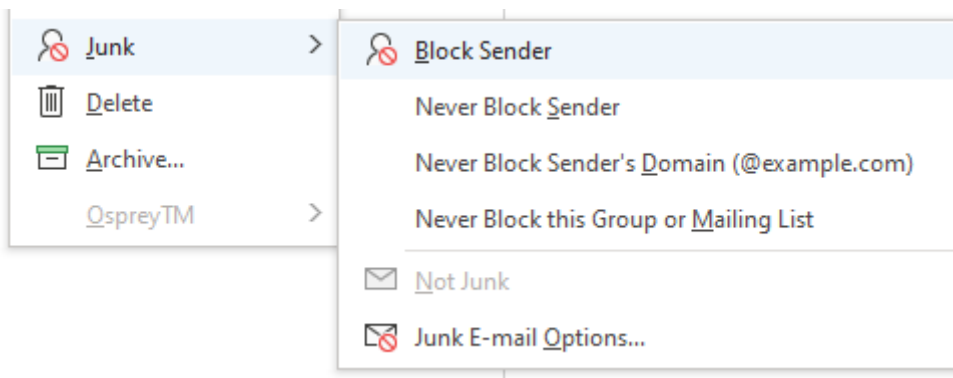 Junk
Delete
Archive...
OspreyTM
Block Sender
Never Block Sender
Never Block Sender's Domain (@example.com)
Never Block this Group or Mailing List
Not Junk
Junk E-mail Options...